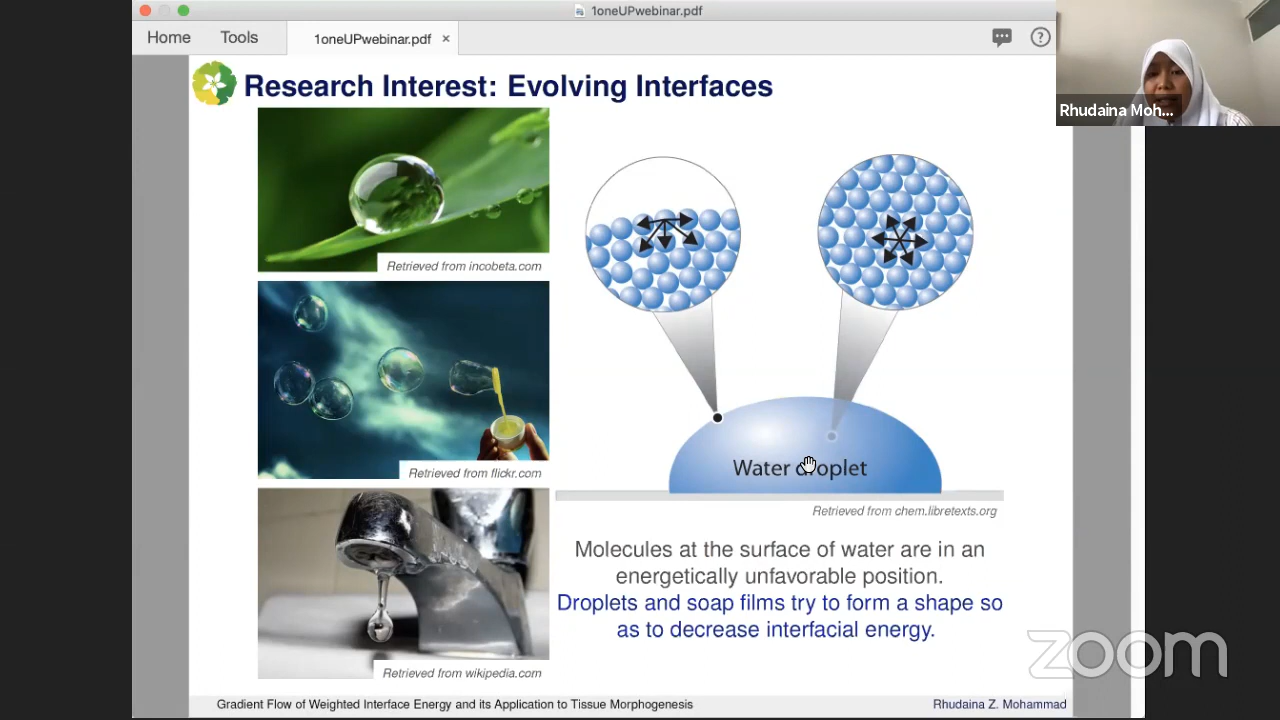 1oneUPwebinar.pdf
Home Tools 1oneUPwebinar.pdf ×
?
Rhudaina Moh...
Research Interest: Evolving Interfaces
Retrieved from incobeta.com
Retrieved from flickr.com
Retrieved from wikipedia.com
Water droplet
Retrieved from chem.libretexts.org
Molecules at the surface of water are in an
energetically unfavorable position.
Droplets and soap films try to form a shape so
as to decrease interfacial energy.
zoom
Gradient Flow of Weighted Interface Energy and its Application to Tissue Morphogenesis
Rhudaina Z. Mohammad